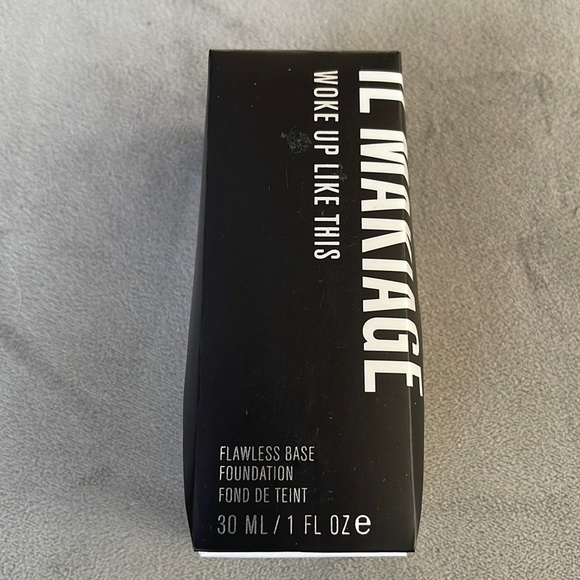 IL MAKIAGE
WOKE UP LIKE THIS
FLAWLESS BASE
FOUNDATION
FOND DE TEINT
30 ML / 1 FL OZ e